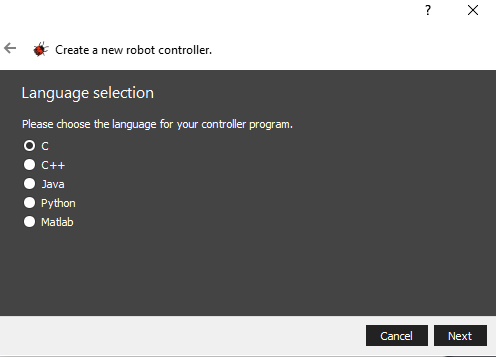 ?
Create a new robot controller.
Language selection
Please choose the language for your controller program.
C
C++
Java
Python
Matlab
Cancel Next